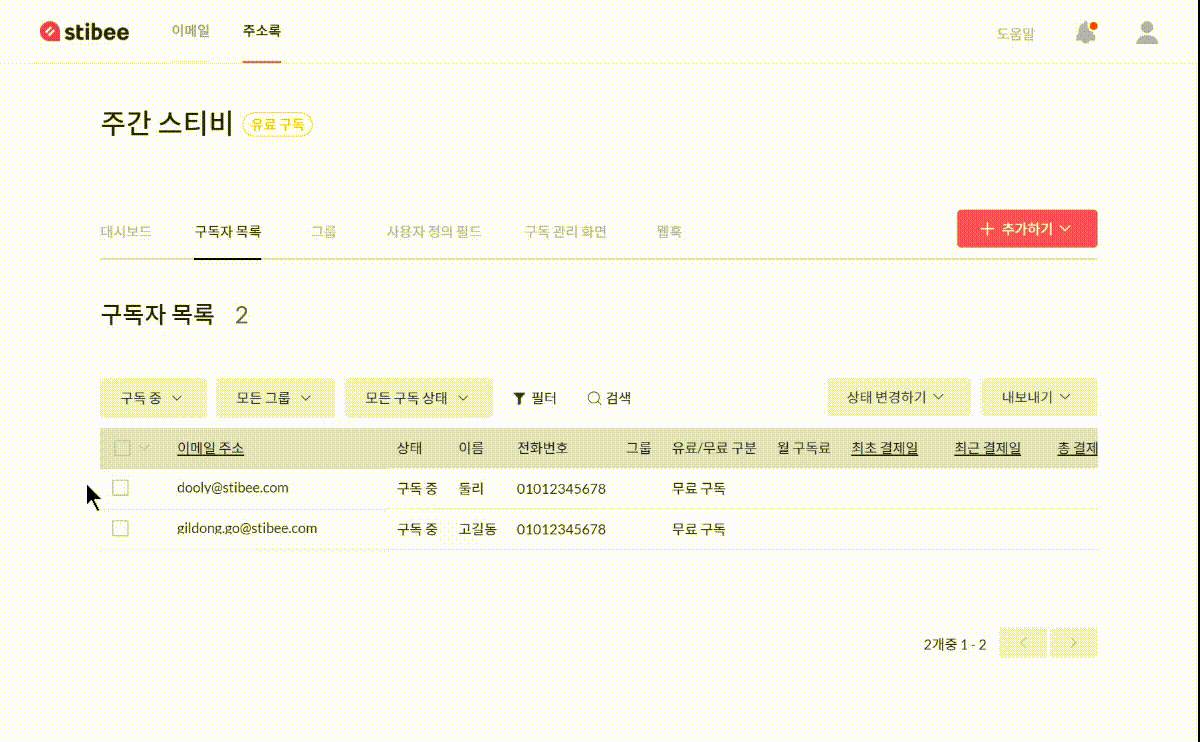 stibee 이메일 주소록 도움말
주간 스티비 유료 구독
대시보드 구독자 목록 그룹 사용자 정의 필드 구독 관리 화면 웹훅 + 추가하기
구독자 목록 2
구독 중 모든 그룹 모든 구독 상태 필터 검색 상태 변경하기 내보내기
이메일 주소 상태 이름 전화번호 그룹 유료/무료 구분 월 구독료 최초 결제일 최근 결제일 총 결제
dooly@stibee.com 구독 중 둘리 01012345678 무료 구독
gildong.go@stibee.com 구독 중 고길동 01012345678 무료 구독
2개중 1 - 2